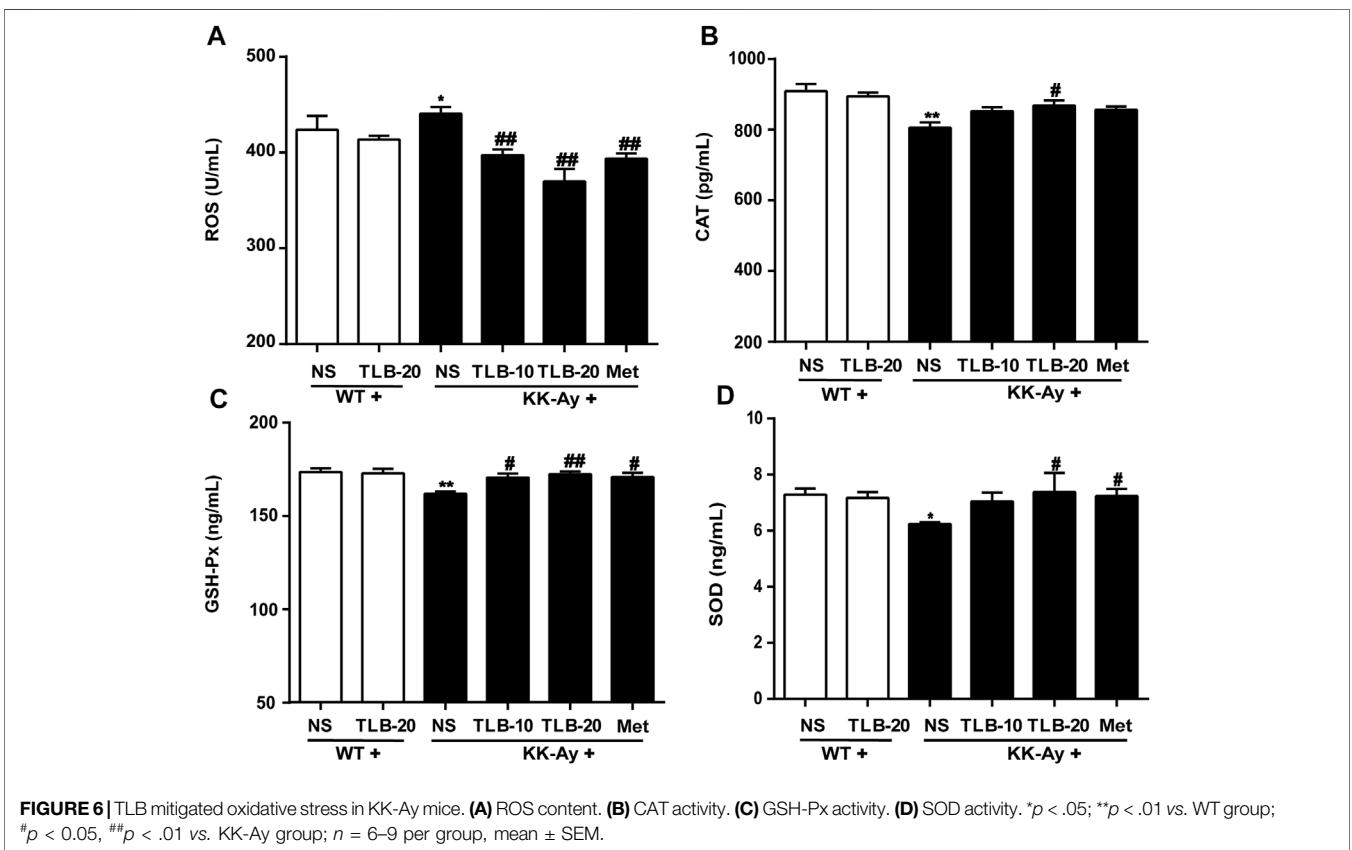 A
500
400
300
200
ROS (U/mL)
*
##
##
##
NS TLB-20 NS TLB-10 TLB-20 Met
WT + KK-Ay +
B
1000
800
600
400
200
CAT (pg/mL)
**
#
NS TLB-20 NS TLB-10 TLB-20 Met
WT + KK-Ay +
C
200
150
100
50
GSH-Px (ng/mL)
**
#
##
#
NS TLB-20 NS TLB-10 TLB-20 Met
WT + KK-Ay +
D
10
8
6
4
2
0
SOD (ng/mL)
*
#
#
NS TLB-20 NS TLB-10 TLB-20 Met
WT + KK-Ay +
FIGURE 6 | TLB mitigated oxidative stress in KK-Ay mice. (A) ROS content. (B) CAT activity. (C) GSH-Px activity. (D) SOD activity. *p < .05; **p < .01 vs. WT group;
#p < 0.05, ##p < .01 vs. KK-Ay group; n = 6–9 per group, mean ± SEM.